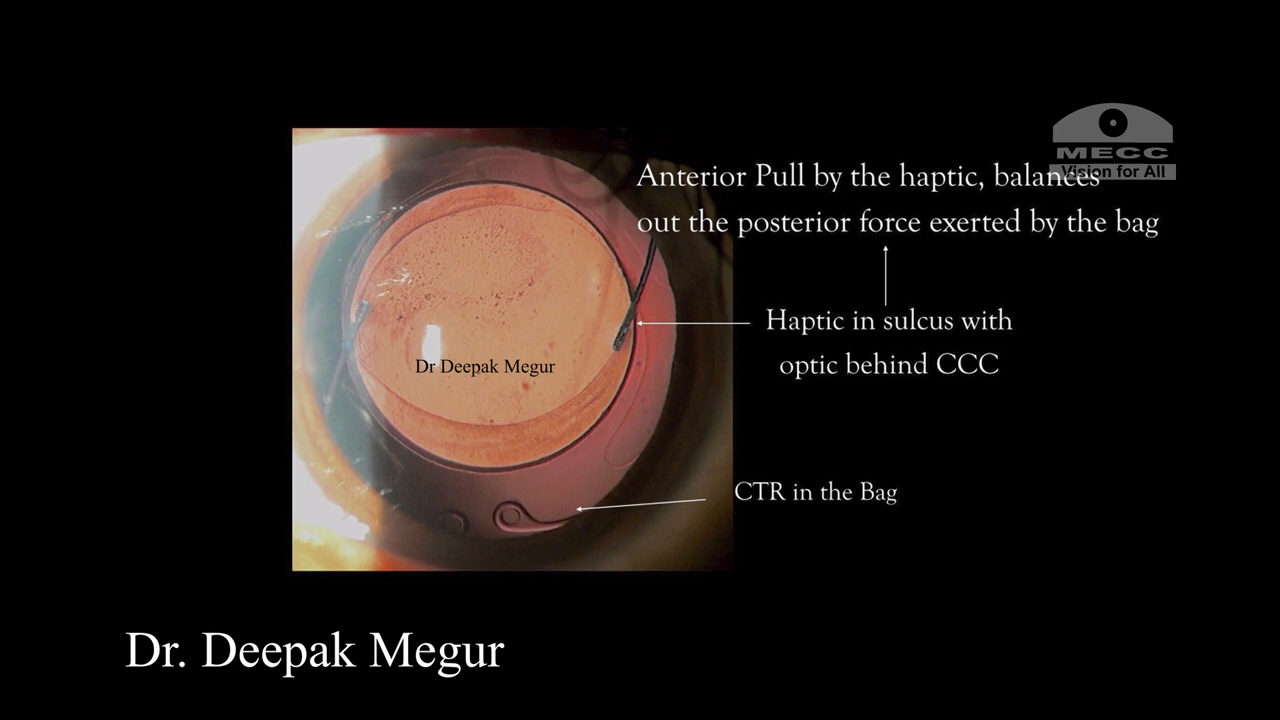 MECC
Vision for All
Anterior Pull by the haptic, balances
out the posterior force exerted by the bag
Haptic in sulcus with
optic behind CCC
Dr Deepak Megur
CTR in the Bag
Dr. Deepak Megur